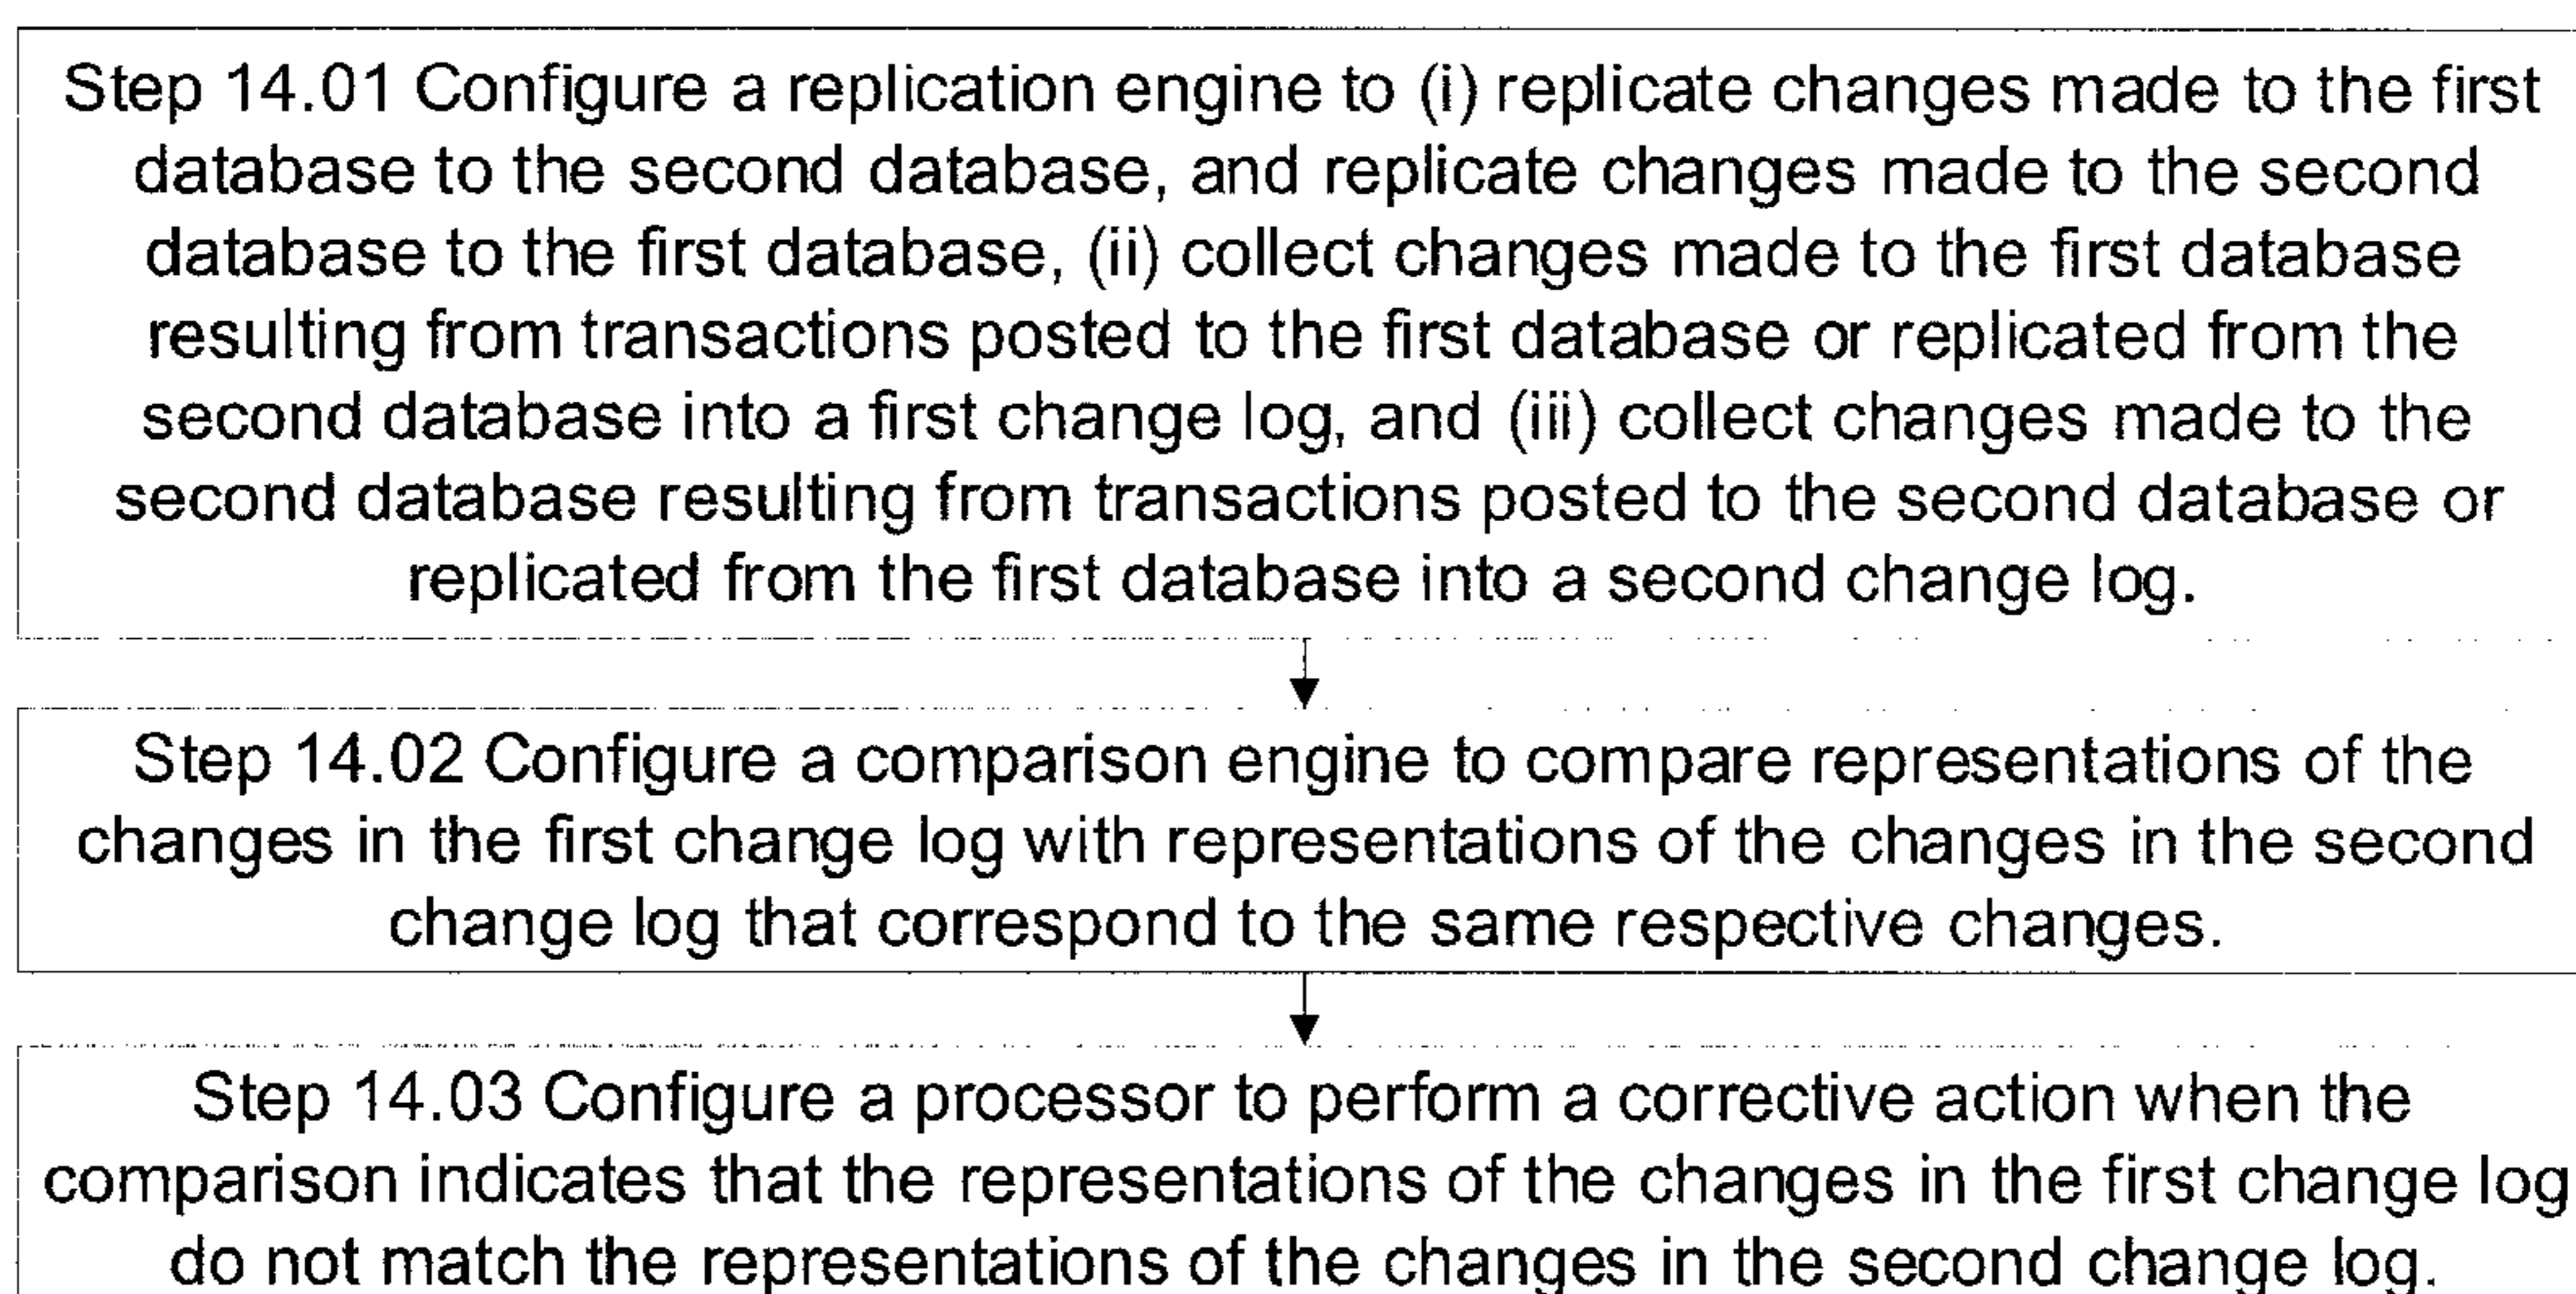 Step 14.01 Configure a replication engine to (i) replicate changes made to the first
database to the second database, and replicate changes made to the second
database to the first database, (ii) collect changes made to the first database
resulting from transactions posted to the first database or replicated from the
second database into a first change log, and (iii) collect changes made to the
second database resulting from transactions posted to the second database or
replicated from the first database into a second change log.
Step 14.02 Configure a comparison engine to compare representations of the
changes in the first change log with representations of the changes in the second
change log that correspond to the same respective changes.
Step 14.03 Configure a processor to perform a corrective action when the
comparison indicates that the representations of the changes in the first change log
do not match the representations of the changes in the second change log.